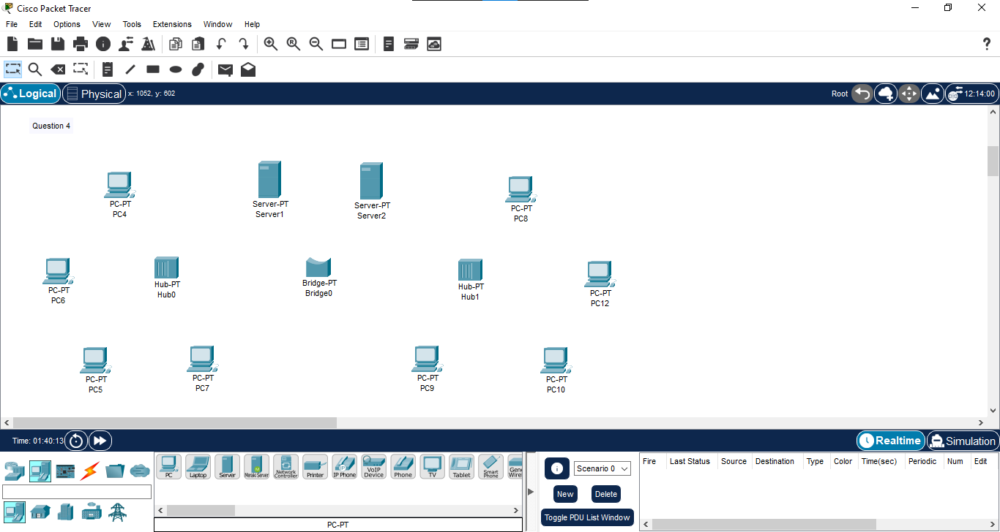 Cisco Packet Tracer
File Edit Options View Tools Extensions Window Help
Logical Physical x: 1052, y: 602 Root 12:14:00
Question 4
PC-PT
PC4
Server-PT
Server1
Server-PT
Server2
PC-PT
PC8
PC-PT
PC6
Hub-PT
Hub0
Bridge-PT
Bridge0
Hub-PT
Hub1
PC-PT
PC12
PC-PT
PC5
PC-PT
PC7
PC-PT
PC9
PC-PT
PC10
Time: 01:40:13 Realtime Simulation
PC
Laptop
Server
Meraki Server
Network
Controller
Printer
IP Phone
VoIP
Device
Phone
TV
Tablet
Smart
Phone
PC-PT
Scenario 0
New Delete
Toggle PDU List Window
Fire Last Status Source Destination Type Color Time(sec) Periodic Num Edit